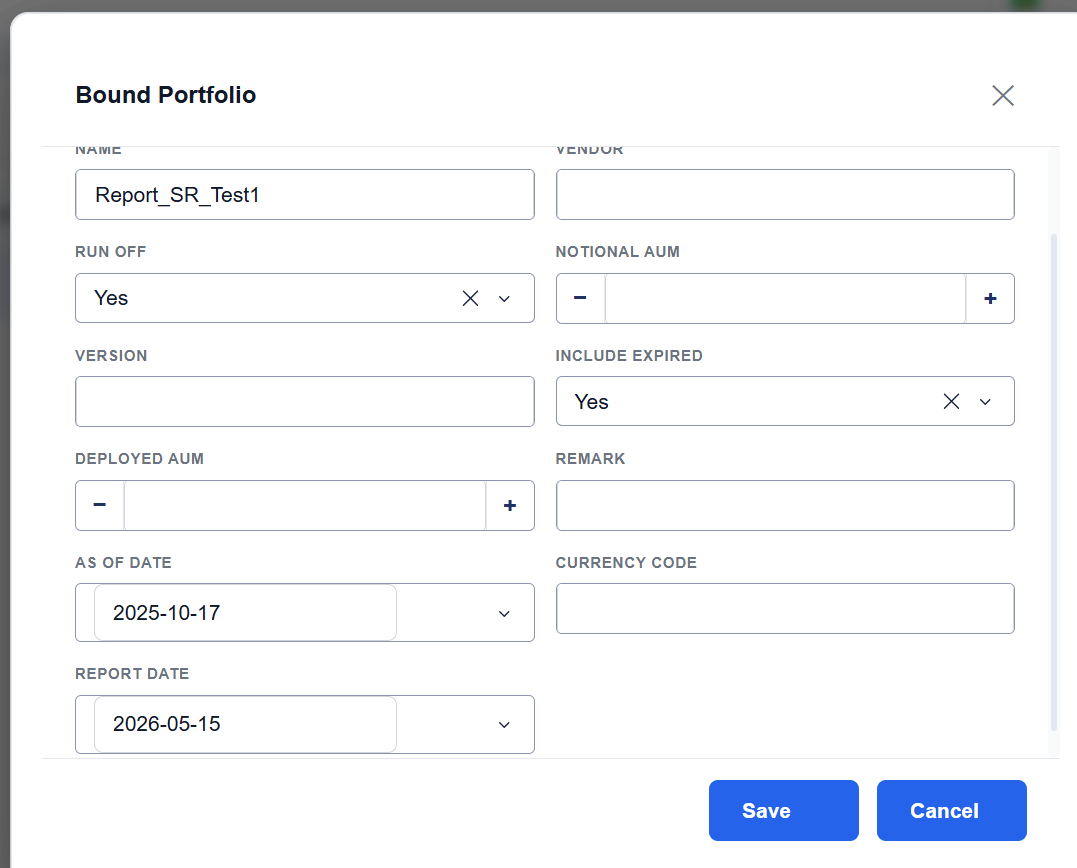 Bound Portfolio
NAME VENDOR
Report_SR_Test1
RUN OFF NOTIONAL AUM
Yes
VERSION INCLUDE EXPIRED
Yes
DEPLOYED AUM REMARK
AS OF DATE CURRENCY CODE
2025-10-17
REPORT DATE
2026-05-15
Save Cancel